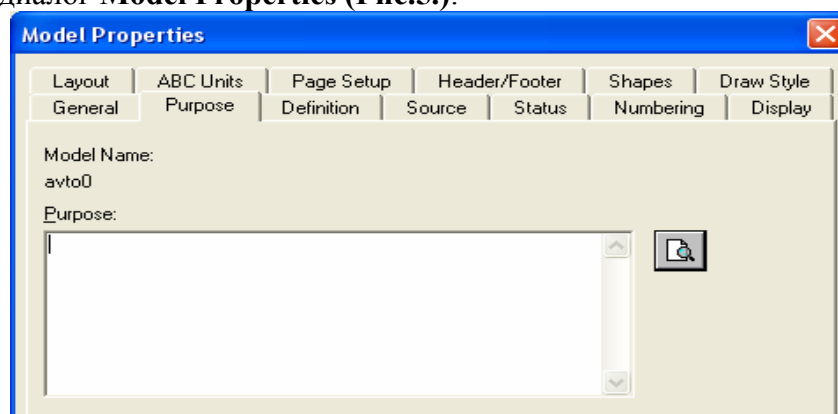 диалог Model Properties (Рис.5.).
Model Properties
Layout ABC Units Page Setup Header/Footer Shapes Draw Style
General Purpose Definition Source Status Numbering Display
Model Name:
avto0
Purpose: